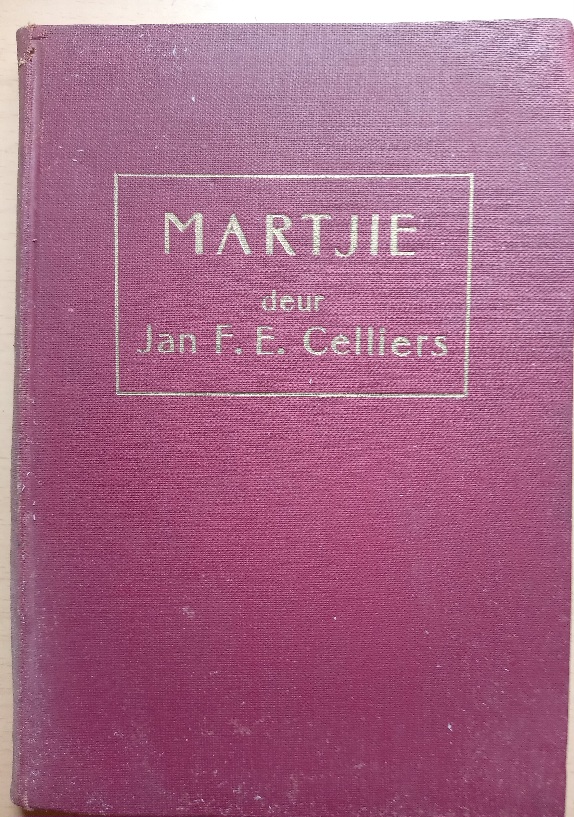 MARTJIE
deur
Jan F. E. Celliers